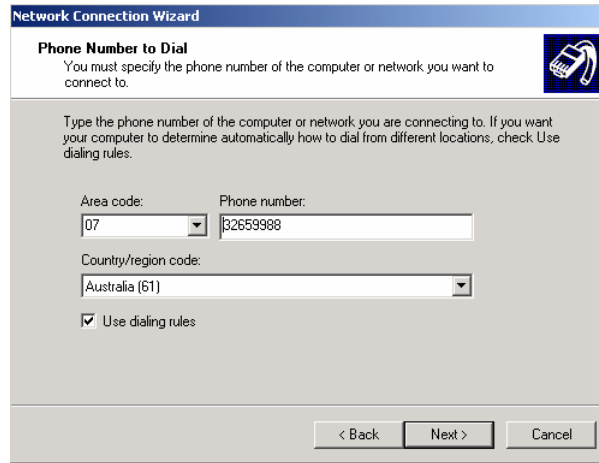 Network Connection Wizard
Phone Number to Dial
You must specify the phone number of the computer or network you want to
connect to.
Type the phone number of the computer or network you are connecting to. If you want
your computer to determine automatically how to dial from different locations, check Use
dialing rules.
Area code: Phone number:
07 32659988
Country/region code:
Australia (61)
Use dialing rules
< Back Next > Cancel